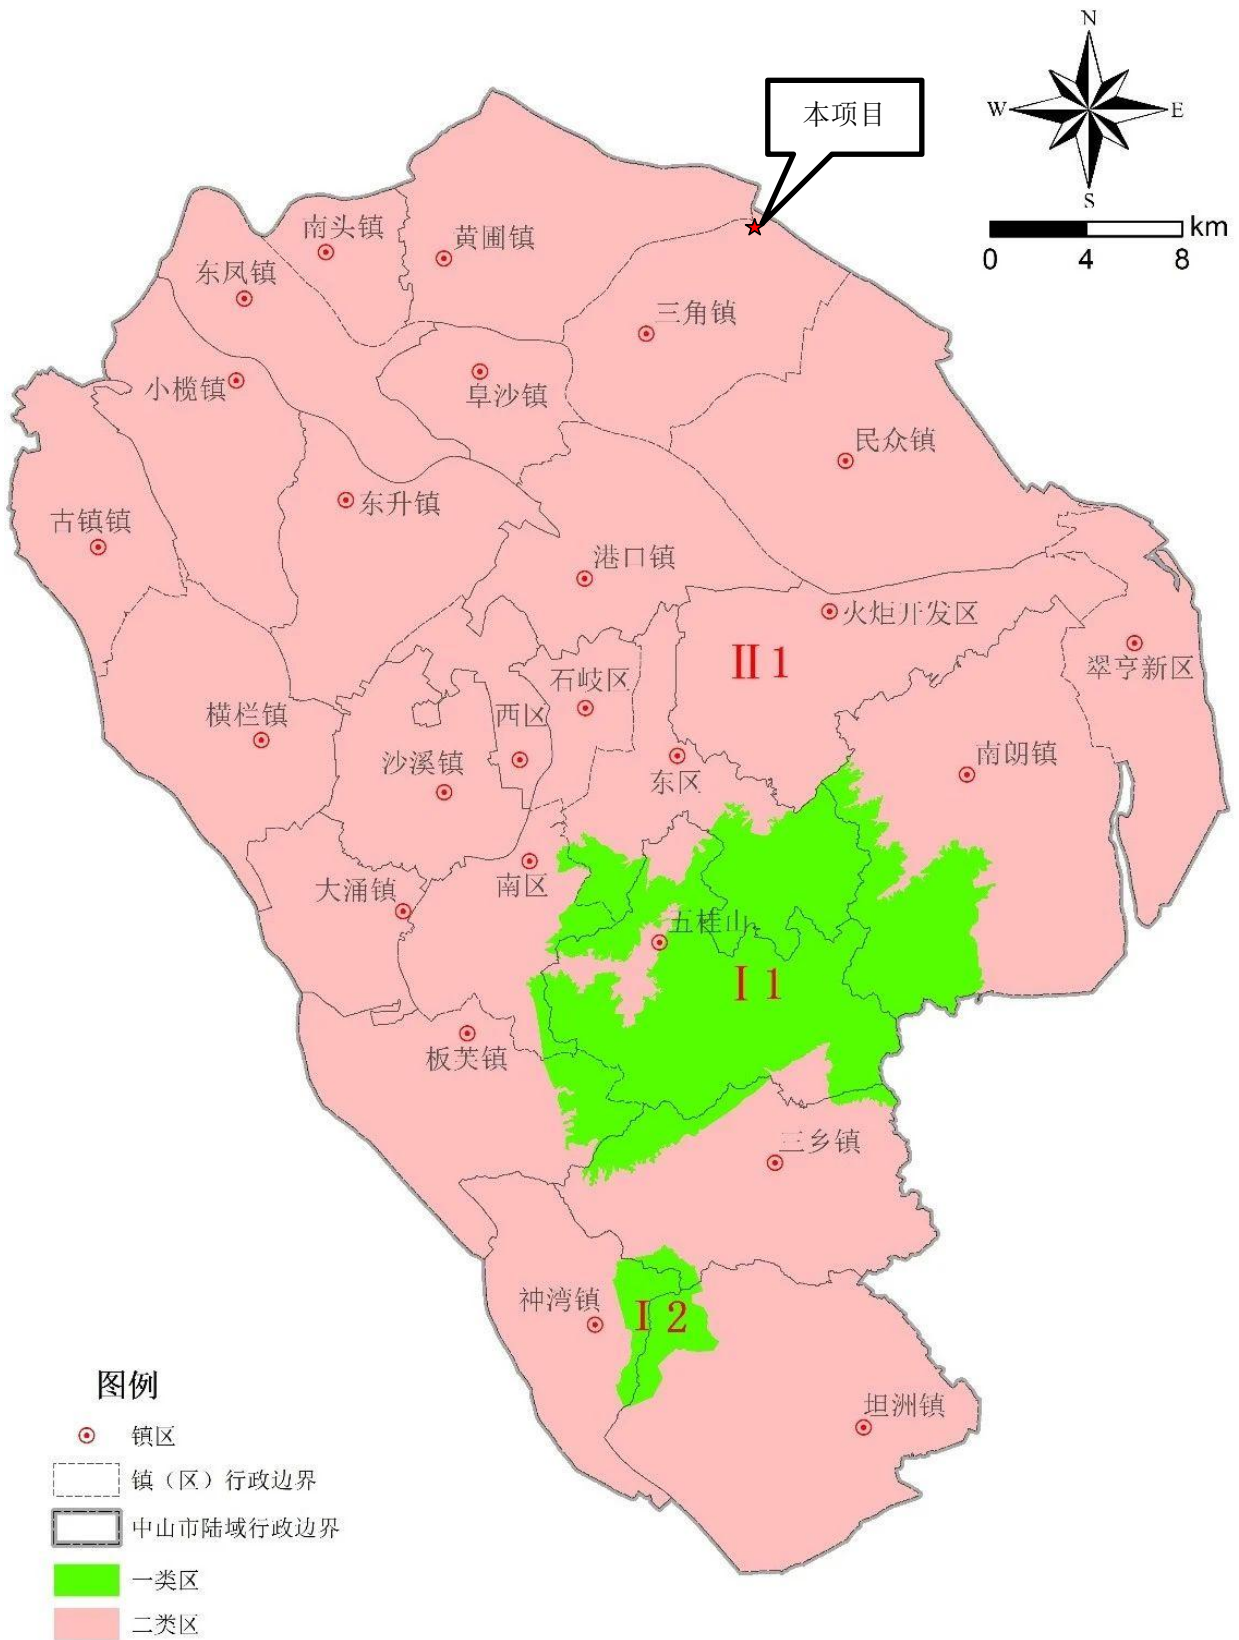 N
本项目
W
E
S
km
0
4
8
南头镇
黄圃镇
东凤镇
三角镇
小榄镇
阜沙镇
民众镇
东升镇
古镇镇
港口镇
火炬开发区
II 1
翠亨新区
石岐区
横栏镇
西区
沙溪镇
东区
南朗镇
南区
大涌镇
五桂山
I 1
板芙镇
三乡镇
神湾镇
I 2
坦洲镇
图例
镇区
镇（区）行政边界
中山市陆域行政边界
一类区
二类区